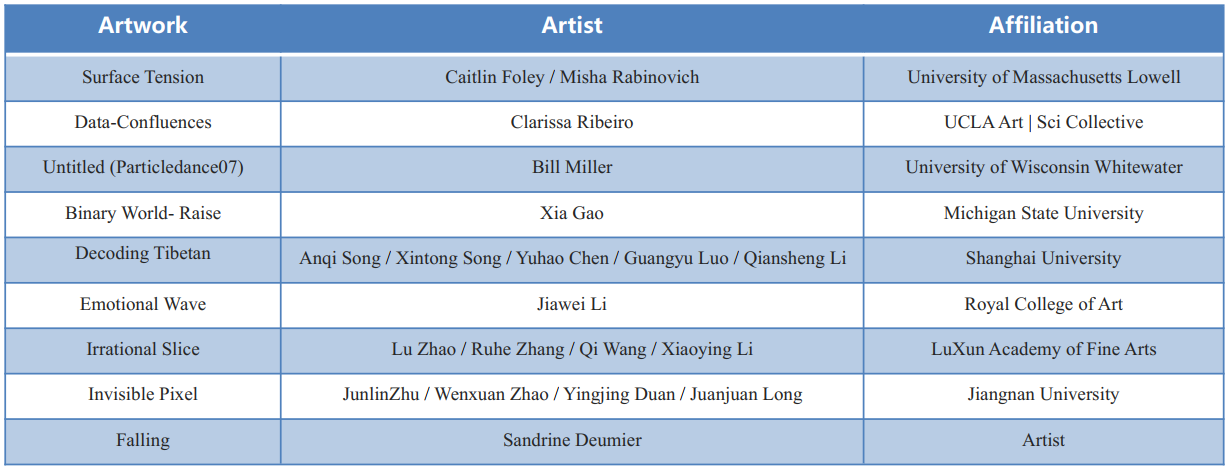 Artwork Artist Affiliation
Surface Tension Caitlin Foley / Misha Rabinovich University of Massachusetts Lowell
Data-Confluences Clarissa Ribeiro UCLA Art | Sci Collective
Untitled (Particledance07) Bill Miller University of Wisconsin Whitewater
Binary World- Raise Xia Gao Michigan State University
Decoding Tibetan Anqi Song / Xintong Song / Yuhao Chen / Guangyu Luo / Qiansheng Li Shanghai University
Emotional Wave Jiawei Li Royal College of Art
Irrational Slice Lu Zhao / Ruhe Zhang / Qi Wang / Xiaoying Li LuXun Academy of Fine Arts
Invisible Pixel JunlinZhu / Wenxuan Zhao / Yingjing Duan / Juanjuan Long Jiangnan University
Falling Sandrine Deumier Artist